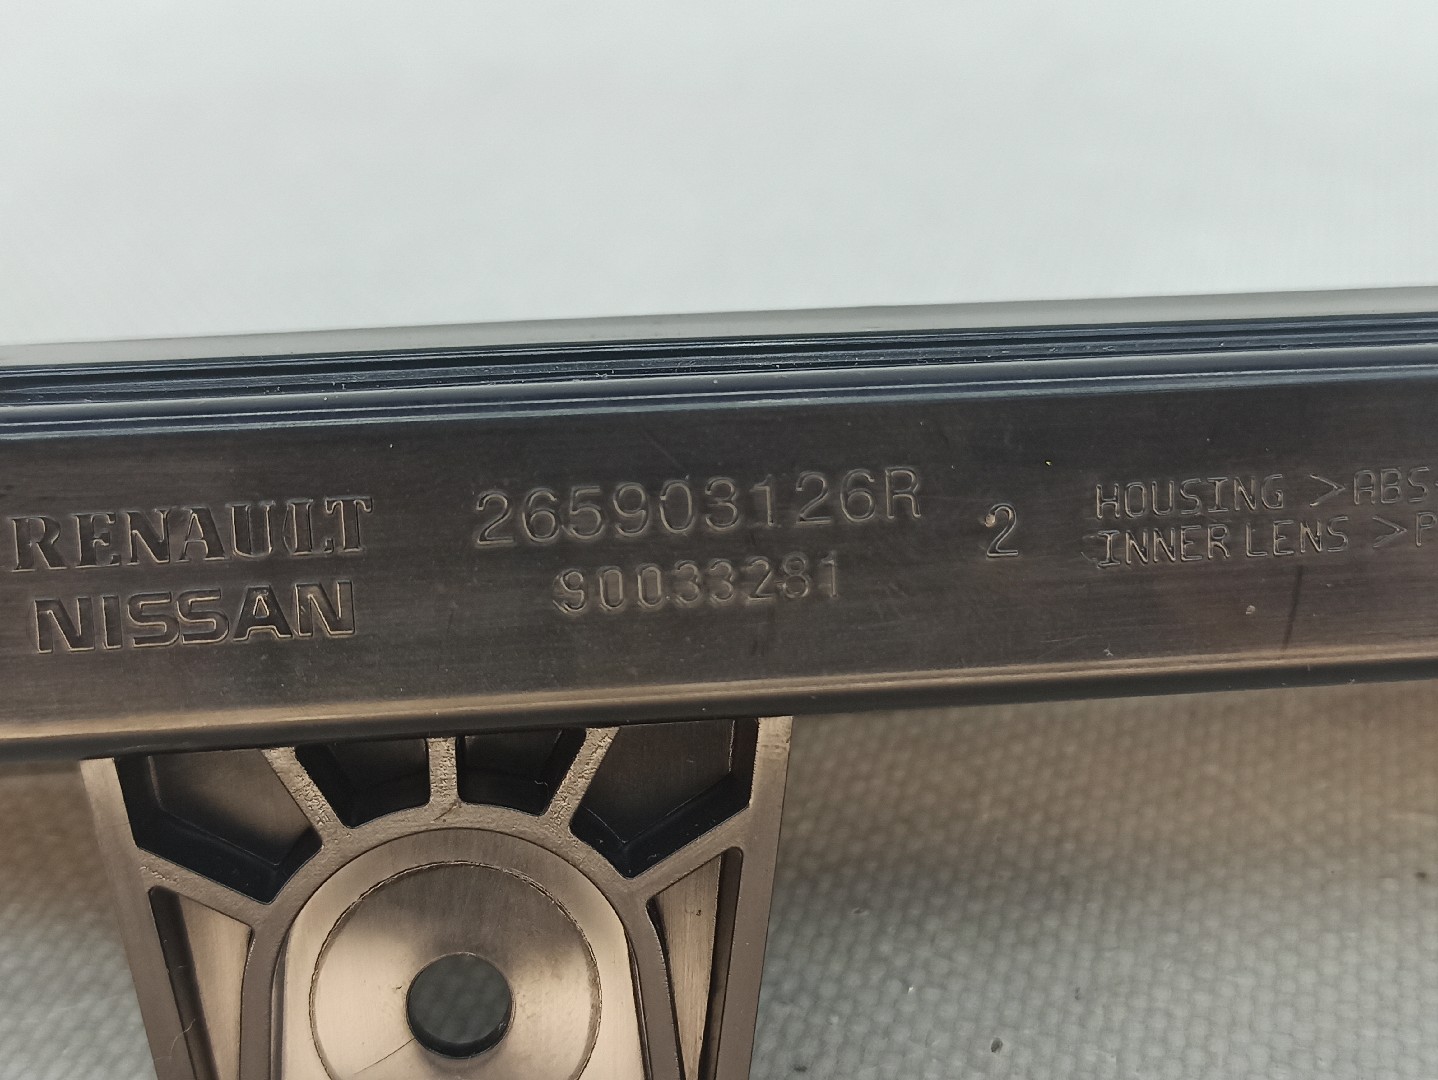 RENAULT
NISSAN
265903126R
90033281
2
HOUSING >ABS
INNER LENS >P